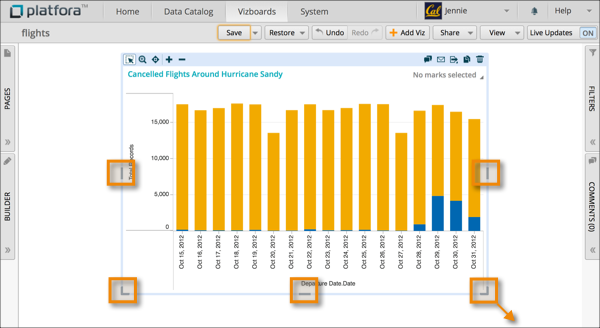 platfora™ Home Data Catalog Vizboards System Cal Jennie Help
flights Save Restore Undo Redo Add Viz Share View Live Updates ON
Cancelled Flights Around Hurricane Sandy No marks selected
PAGES
BUILDER
FILTERS
COMMENTS (0)
Total Records
15,000
10,000
5,000
0
Oct 15, 2012
Oct 16, 2012
Oct 17, 2012
Oct 18, 2012
Oct 19, 2012
Oct 20, 2012
Oct 21, 2012
Oct 22, 2012
Oct 23, 2012
Oct 24, 2012
Oct 25, 2012
Oct 26, 2012
Oct 27, 2012
Oct 28, 2012
Oct 29, 2012
Oct 30, 2012
Oct 31, 2012
Departure Date.Date